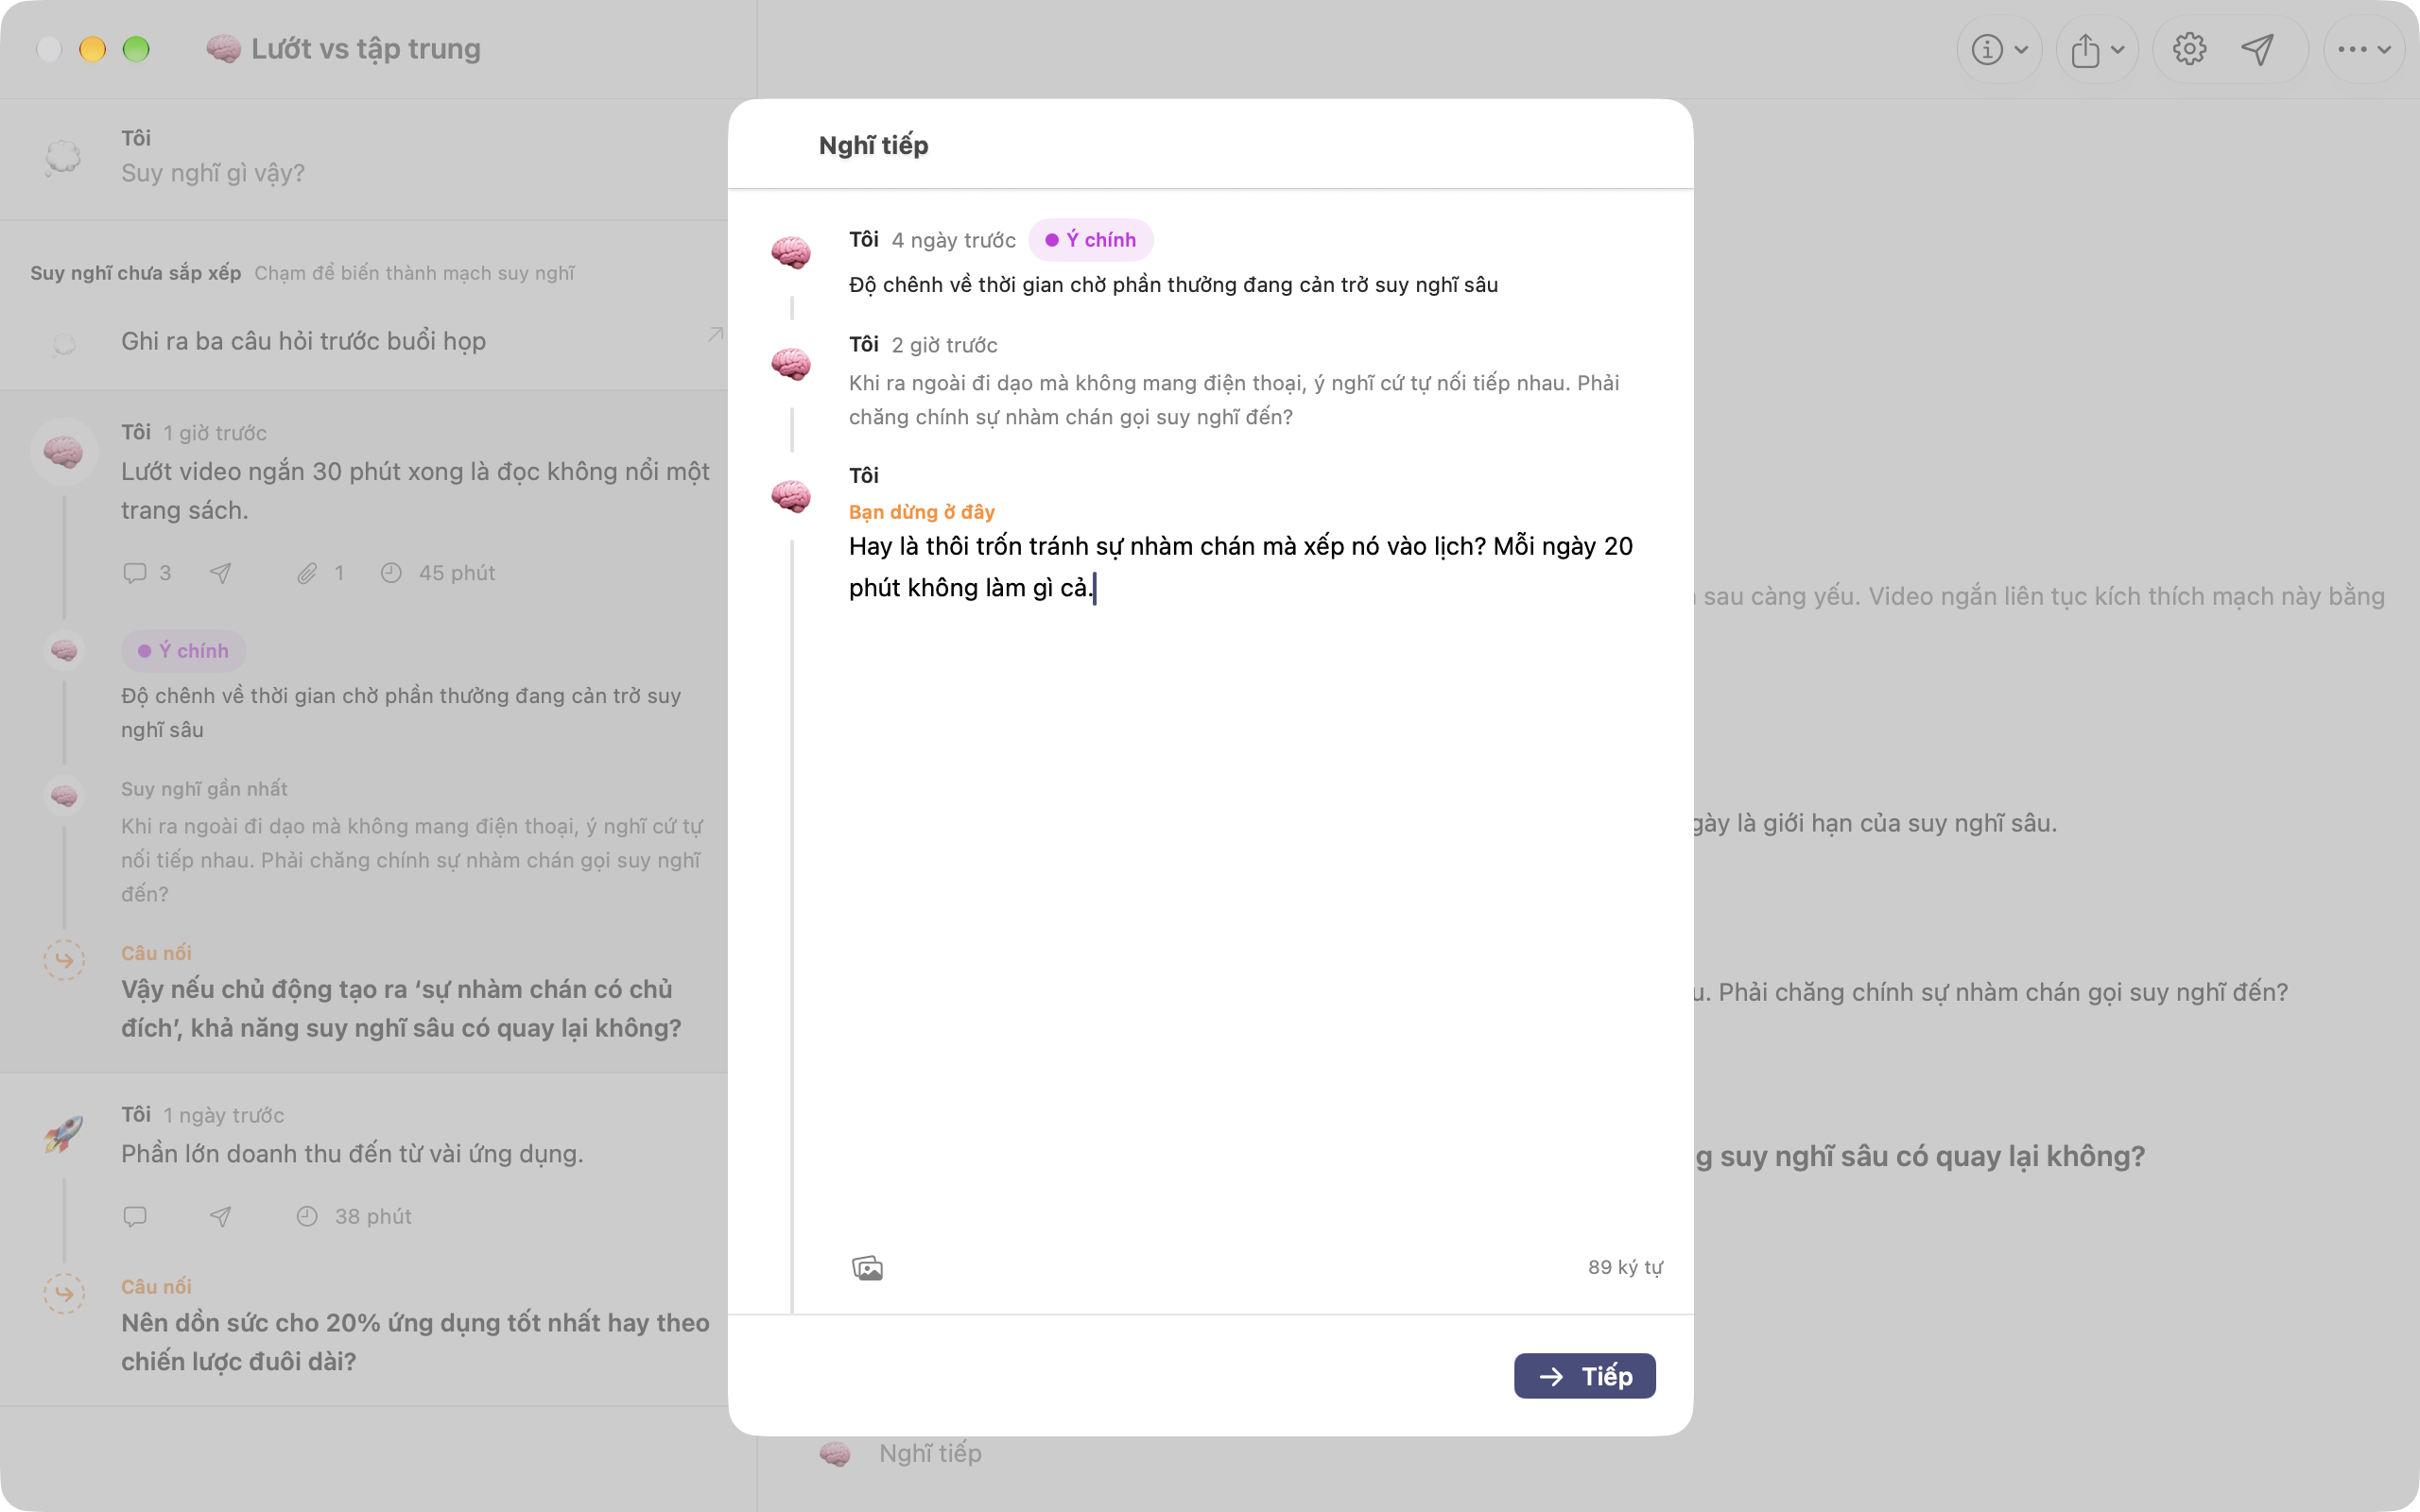 🧠 Lướt vs tập trung
Tôi
Suy nghĩ gì vậy?
Suy nghĩ chưa sắp xếp Chạm để biến thành mạch suy nghĩ
Ghi ra ba câu hỏi trước buổi họp
Tôi 1 giờ trước
Lướt video ngắn 30 phút xong là đọc không nổi một
trang sách.
3 1 45 phút
Ý chính
Độ chênh về thời gian chờ phần thưởng đang cản trở suy
nghĩ sâu
Suy nghĩ gần nhất
Khi ra ngoài đi dạo mà không mang điện thoại, ý nghĩ cứ tự
nối tiếp nhau. Phải chăng chính sự nhàm chán gọi suy nghĩ
đến?
Câu nối
Vậy nếu chủ động tạo ra ‘sự nhàm chán có chủ
đích’, khả năng suy nghĩ sâu có quay lại không?
Tôi 1 ngày trước
Phần lớn doanh thu đến từ vài ứng dụng.
38 phút
Câu nối
Nên dồn sức cho 20% ứng dụng tốt nhất hay theo
chiến lược đuôi dài?
Nghĩ tiếp
Tôi 4 ngày trước Ý chính
Độ chênh về thời gian chờ phần thưởng đang cản trở suy nghĩ sâu
Tôi 2 giờ trước
Khi ra ngoài đi dạo mà không mang điện thoại, ý nghĩ cứ tự nối tiếp nhau. Phải
chăng chính sự nhàm chán gọi suy nghĩ đến?
Tôi
Bạn dừng ở đây
Hay là thôi trốn tránh sự nhàm chán mà xếp nó vào lịch? Mỗi ngày 20
phút không làm gì cả.
89 ký tự
Tiếp
sau càng yếu. Video ngắn liên tục kích thích mạch này bằng
là giới hạn của suy nghĩ sâu.
Phải chăng chính sự nhàm chán gọi suy nghĩ đến?
suy nghĩ sâu có quay lại không?
Nghĩ tiếp